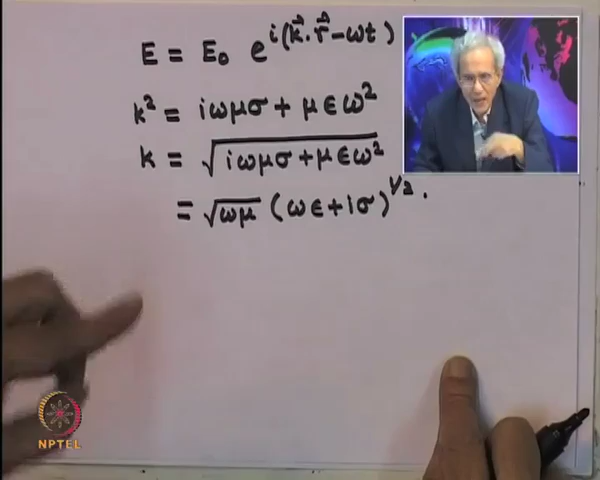 E = E₀ e^{i(k⃗·r⃗−ωt)}
k² = iωμσ + μϵω²
k = √(iωμσ + μϵω²)
= √(ωμ) (ωϵ+iσ)^{1/2}.
NPTEL